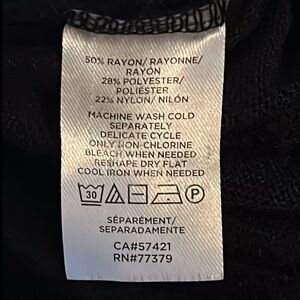 50% RAYON/ RAYONNE/
RAYÓN
28% POLYESTER/
POLIÉSTER
22% NYLON/ NILÓN
MACHINE WASH COLD
SEPARATELY
DELICATE CYCLE
ONLY NON-CHLORINE
BLEACH WHEN NEEDED
RESHAPE DRY FLAT
COOL IRON WHEN NEEDED
30 P
SÉPARÉMENT/
SEPARADAMENTE
CA#57421
RN#77379